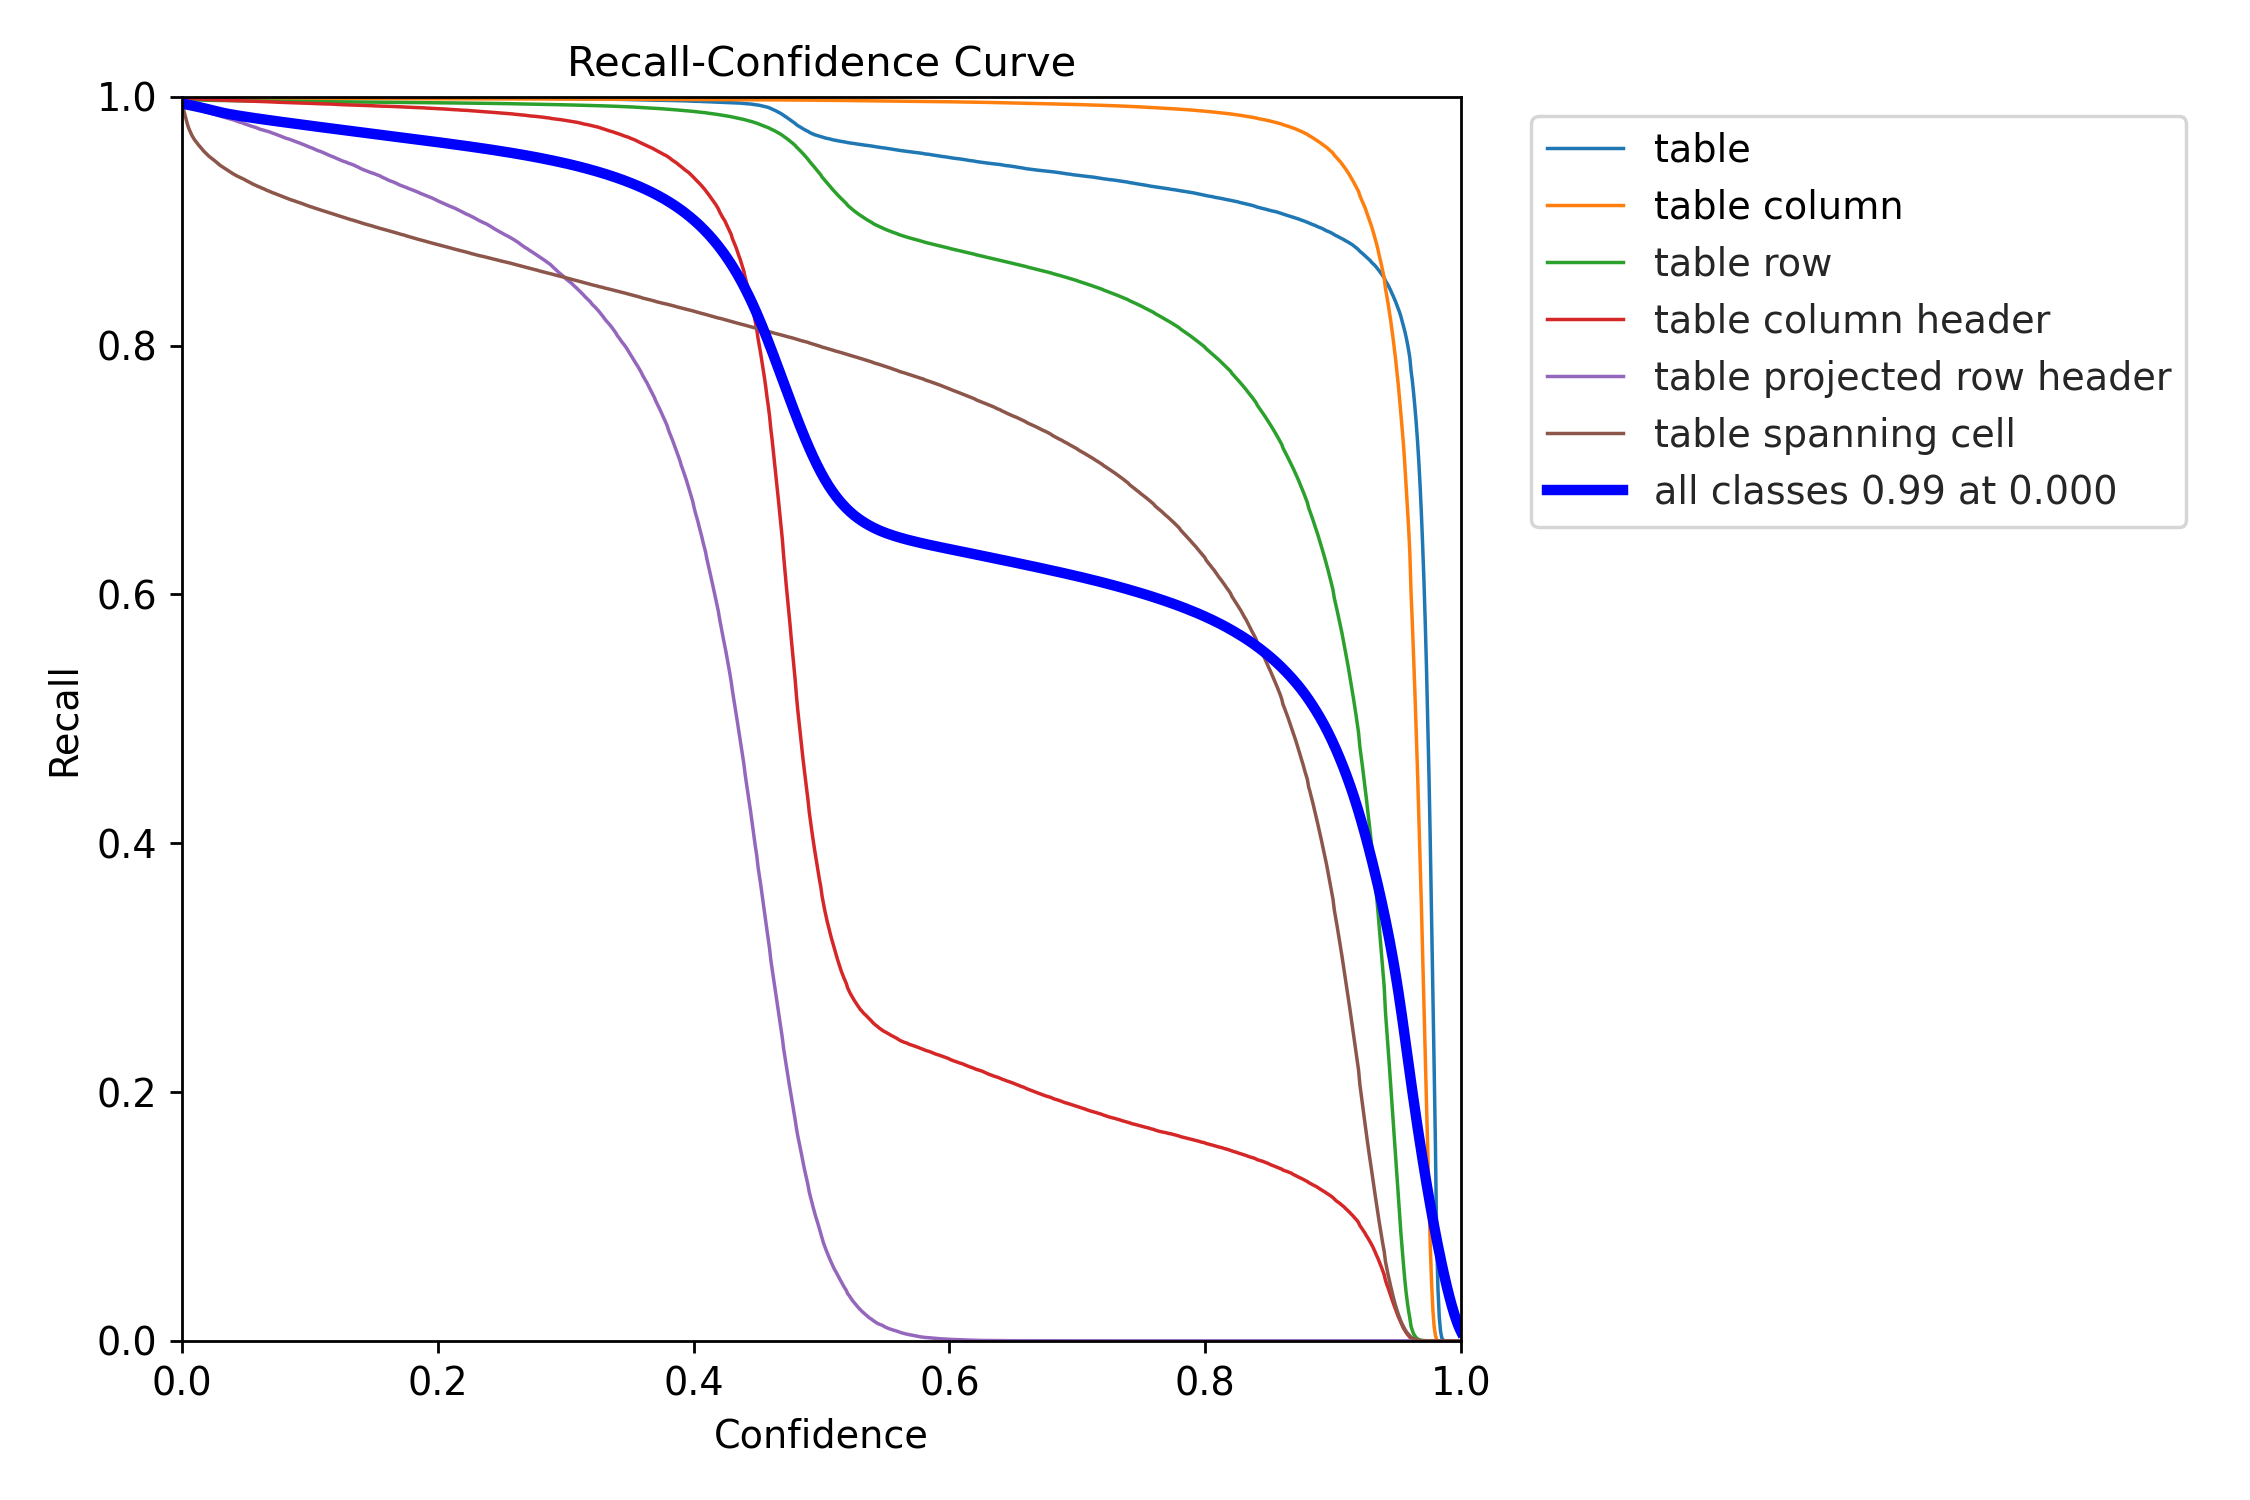 Recall-Confidence Curve
1.0
0.8
0.6
0.4
0.2
0.0
Recall
0.0 0.2 0.4 0.6 0.8 1.0
Confidence
table
table column
table row
table column header
table projected row header
table spanning cell
all classes 0.99 at 0.000